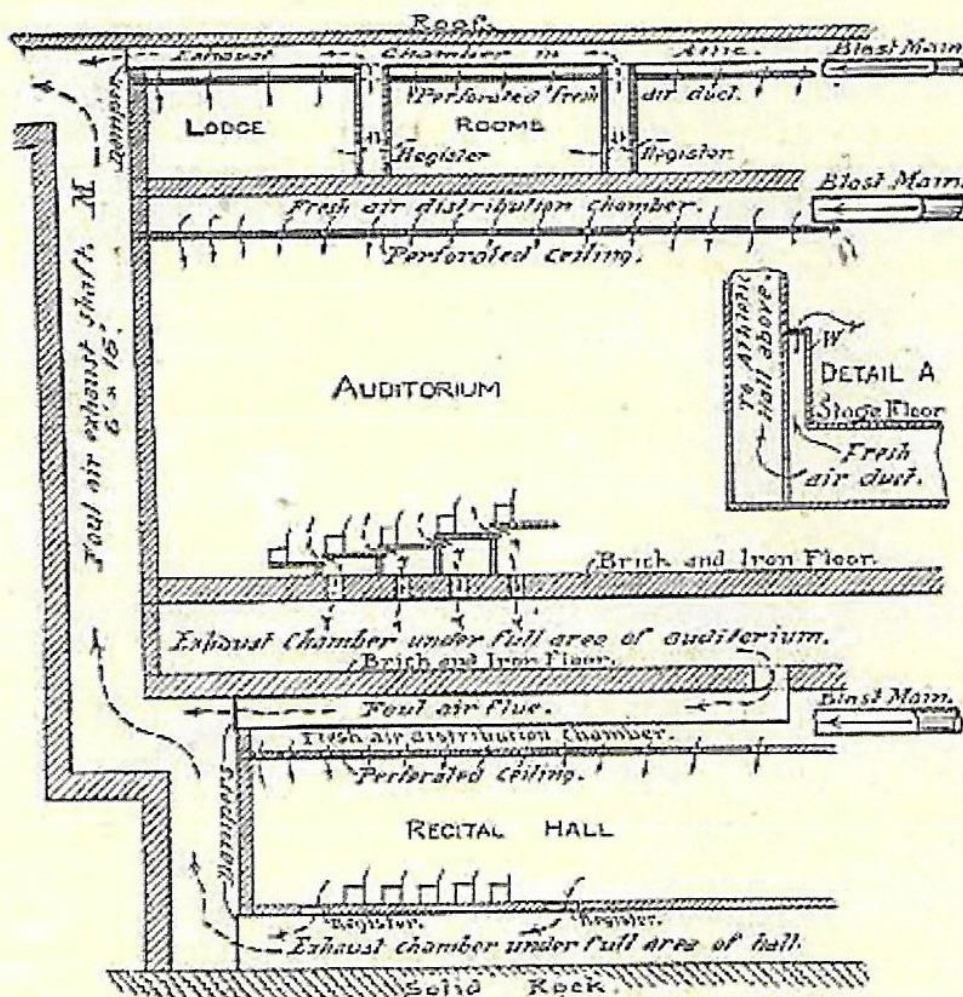 Roof.
Exhaust Chamber in Attic.
Blast Main.
Damper
Perforated fresh air duct.
LODGE ROOMS
Register
Register.
Blast Main.
Fresh air distribution chamber.
Perforated Ceiling.
Foul air exhaust shaft. M
6' x 15'.
AUDITORIUM
To Athletic
Hall above.
W
DETAIL A
Stage Floor
Fresh
air duct.
Brick and Iron Floor.
Exhaust Chamber under full area of auditorium.
Brick and Iron Floor.
Blast Main.
Foul air flue.
Fresh air distribution Chamber.
Perforated Ceiling.
Dampers
RECITAL HALL
Register.
Register.
Exhaust chamber under full area of hall.
Solid Rock.